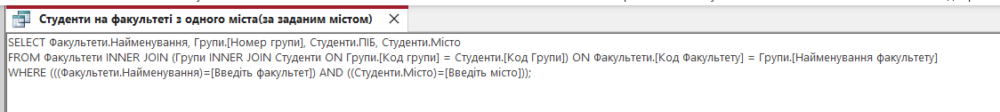 Студенти на факультеті з одного міста(за заданим містом)
SELECT Факультети.Найменування, Групи.[Номер групи], Студенти.ПІБ, Студенти.Місто
FROM Факультети INNER JOIN (Групи INNER JOIN Студенти ON Групи.[Код групи] = Студенти.[Код Групи]) ON Факультети.[Код Факультету] = Групи.[Найменування факультету]
WHERE (((Факультети.Найменування)=[Введіть факультет]) AND ((Студенти.Місто)=[Введіть місто]));